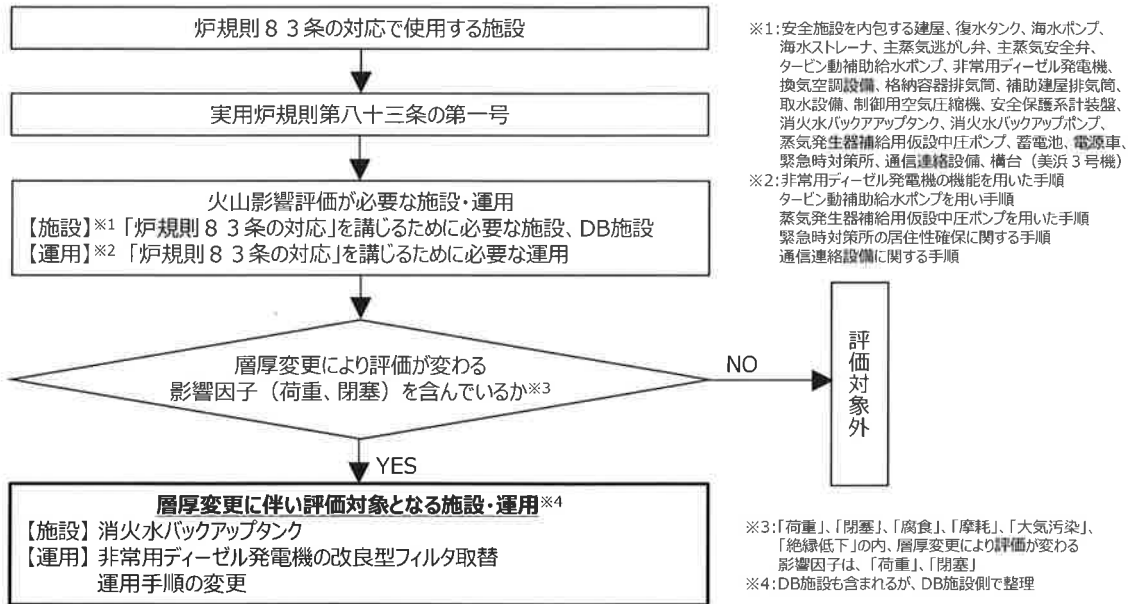 炉規則８３条の対応で使用する施設
実用炉規則第八十三条の第一号
火山影響評価が必要な施設・運用
【施設】※1 「炉規則８３条の対応」を講じるために必要な施設、DB施設
【運用】※2 「炉規則８３条の対応」を講じるために必要な運用
層厚変更により評価が変わる
影響因子（荷重、閉塞）を含んでいるか※3
NO
評価対象外
YES
層厚変更に伴い評価対象となる施設・運用※4
【施設】 消火水バックアップタンク
【運用】 非常用ディーゼル発電機の改良型フィルタ取替
運用手順の変更
※1:安全施設を内包する建屋、復水タンク、海水ポンプ、
海水ストレーナ、主蒸気逃がし弁、主蒸気安全弁、
タービン動補助給水ポンプ、非常用ディーゼル発電機、
換気空調設備、格納容器排気筒、補助建屋排気筒、
取水設備、制御用空気圧縮機、安全保護系計装盤、
消火水バックアアップタンク、消火水バックアップポンプ、
蒸気発生器補給用仮設中圧ポンプ、蓄電池、電源車、
緊急時対策所、通信連絡設備、構台（美浜３号機）
※2:非常用ディーゼル発電機の機能を用いた手順
タービン動補助給水ポンプを用い手順
蒸気発生器補給用仮設中圧ポンプを用いた手順
緊急時対策所の居住性確保に関する手順
通信連絡設備に関する手順
※3:「荷重」、「閉塞」、「腐食」、「摩耗」、「大気汚染」、
「絶縁低下」の内、層厚変更により評価が変わる
影響因子は、「荷重」、「閉塞」
※4:DB施設も含まれるが、DB施設側で整理